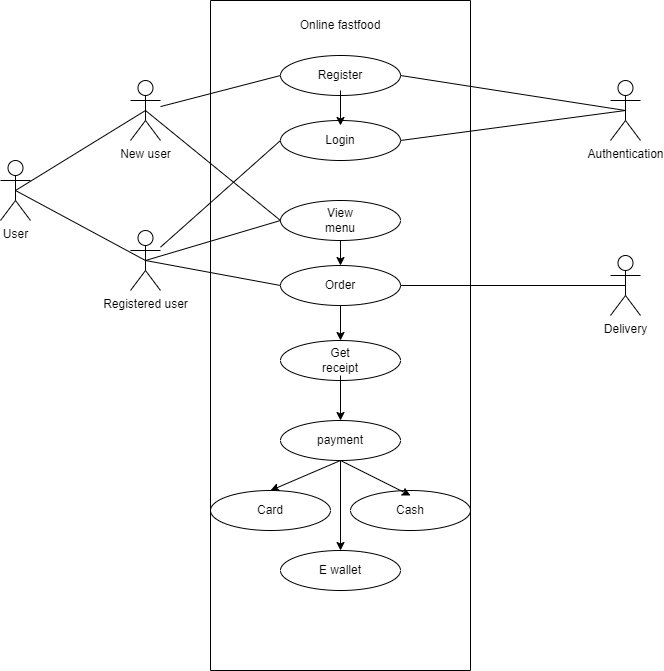 Online fastfood
Register
New user
Login
Authentication
User
View
menu
Registered user
Order
Delivery
Get
receipt
payment
Card
Cash
E wallet